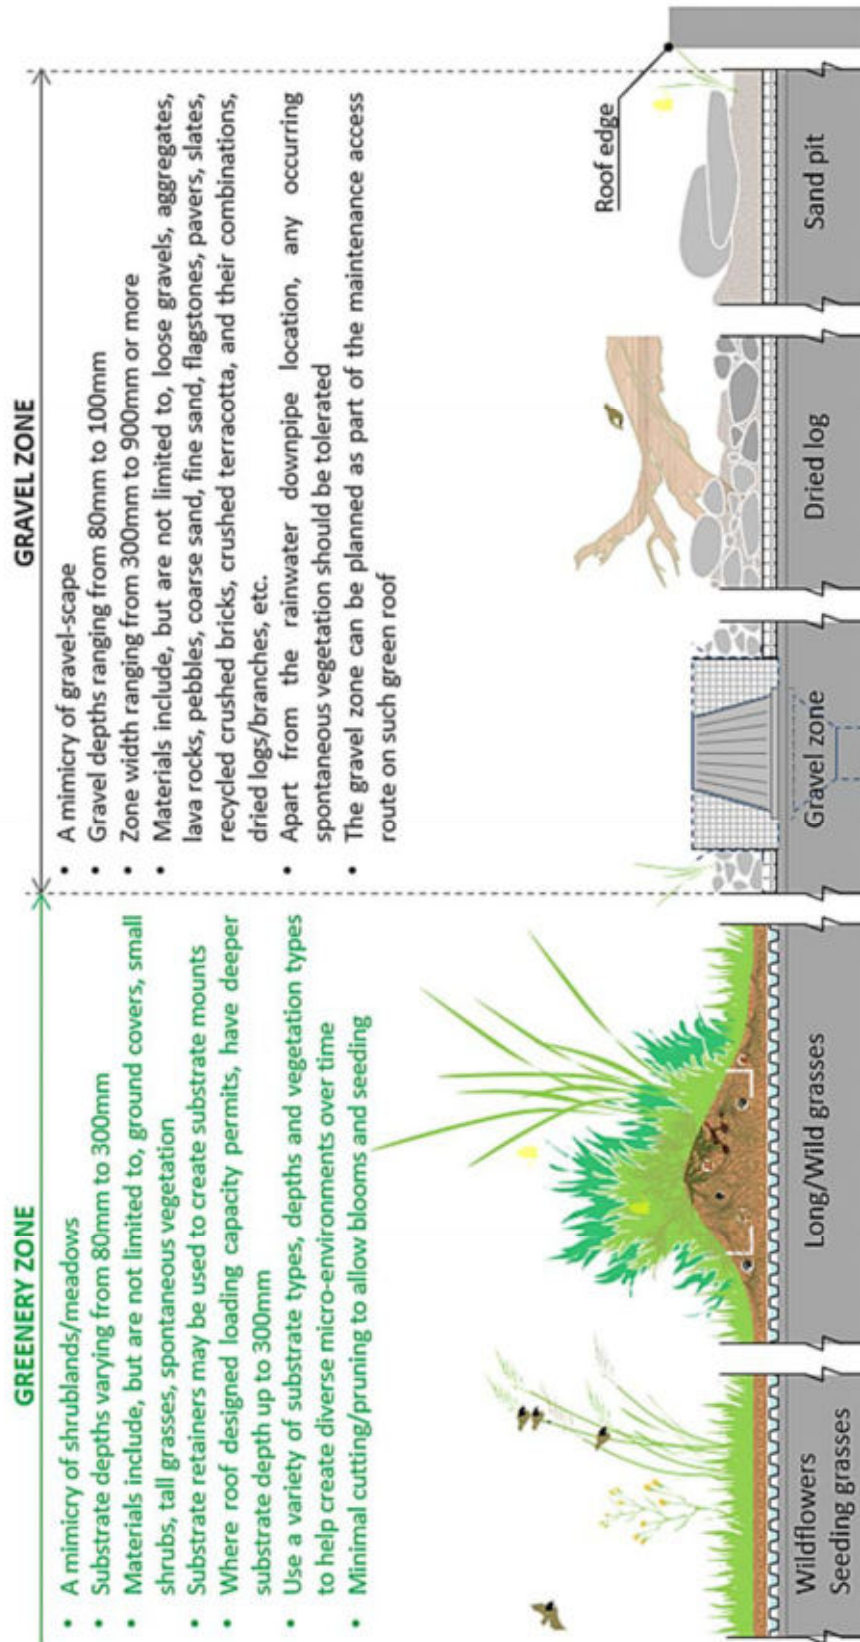 GREENERY ZONE
• A mimicry of shrublands/meadows
• Substrate depths varying from 80mm to 300mm
• Materials include, but are not limited to, ground covers, small
shrubs, tall grasses, spontaneous vegetation
• Substrate retainers may be used to create substrate mounts
• Where roof designed loading capacity permits, have deeper
substrate depth up to 300mm
• Use a variety of substrate types, depths and vegetation types
to help create diverse micro-environments over time
• Minimal cutting/pruning to allow blooms and seeding
GRAVEL ZONE
• A mimicry of gravel-scape
• Gravel depths ranging from 80mm to 100mm
• Zone width ranging from 300mm to 900mm or more
• Materials include, but are not limited to, loose gravels, aggregates,
lava rocks, pebbles, coarse sand, fine sand, flagstones, pavers, slates,
recycled crushed bricks, crushed terracotta, and their combinations,
dried logs/branches, etc.
• Apart from the rainwater downpipe location, any occurring
spontaneous vegetation should be tolerated
• The gravel zone can be planned as part of the maintenance access
route on such green roof
Roof edge
Wildflowers
Seeding grasses
Long/Wild grasses
Gravel zone
Dried log
Sand pit